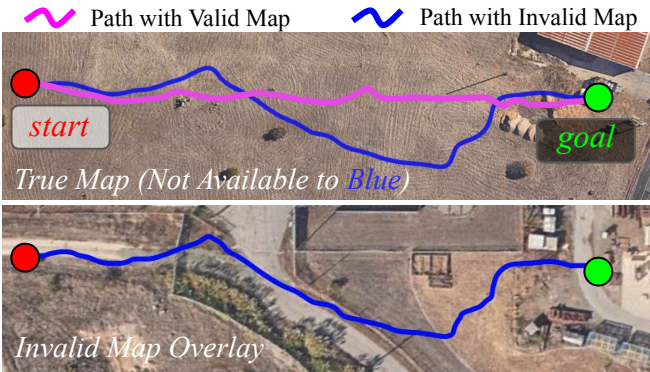 Path with Valid Map Path with Invalid Map
start
goal
True Map (Not Available to Blue)
Invalid Map Overlay